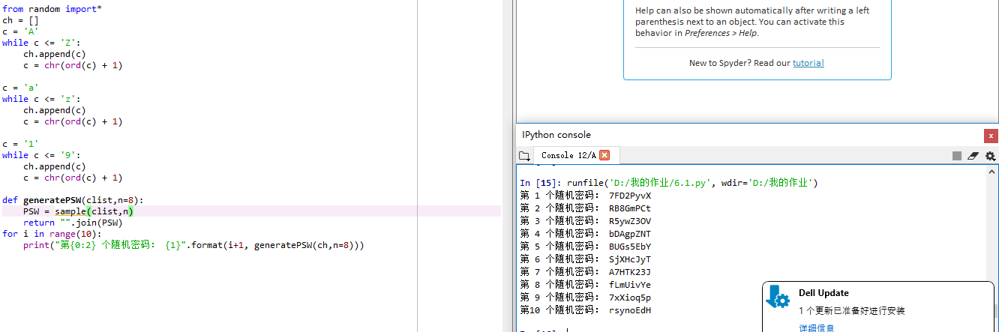 from random import*
ch = []
c = 'A'
while c <= 'Z':
    ch.append(c)
    c = chr(ord(c) + 1)
c = 'a'
while c <= 'z':
    ch.append(c)
    c = chr(ord(c) + 1)
c = '1'
while c <= '9':
    ch.append(c)
    c = chr(ord(c) + 1)
def generatePSW(clist,n=8):
    PSW = sample(clist,n)
    return "".join(PSW)
for i in range(10):
    print("第{0:2} 个随机密码： {1}".format(i+1, generatePSW(ch,n=8)))
Help can also be shown automatically after writing a left
parenthesis next to an object. You can activate this
behavior in Preferences > Help.
New to Spyder? Read our tutorial
IPython console
Console 12/A
In [15]: runfile('D:/我的作业/6.1.py', wdir='D:/我的作业')
第 1 个随机密码： 7FD2PyvX
第 2 个随机密码： RB8GmPCt
第 3 个随机密码： R5ywZ3OV
第 4 个随机密码： bDAgpZNT
第 5 个随机密码： BUGs5EbY
第 6 个随机密码： SjXHcJyT
第 7 个随机密码： A7HTK23J
第 8 个随机密码： fLmUivYe
第 9 个随机密码： 7xXioq5p
第10 个随机密码： rsynoEdH
Dell Update
1 个更新已准备好进行安装
详细信息